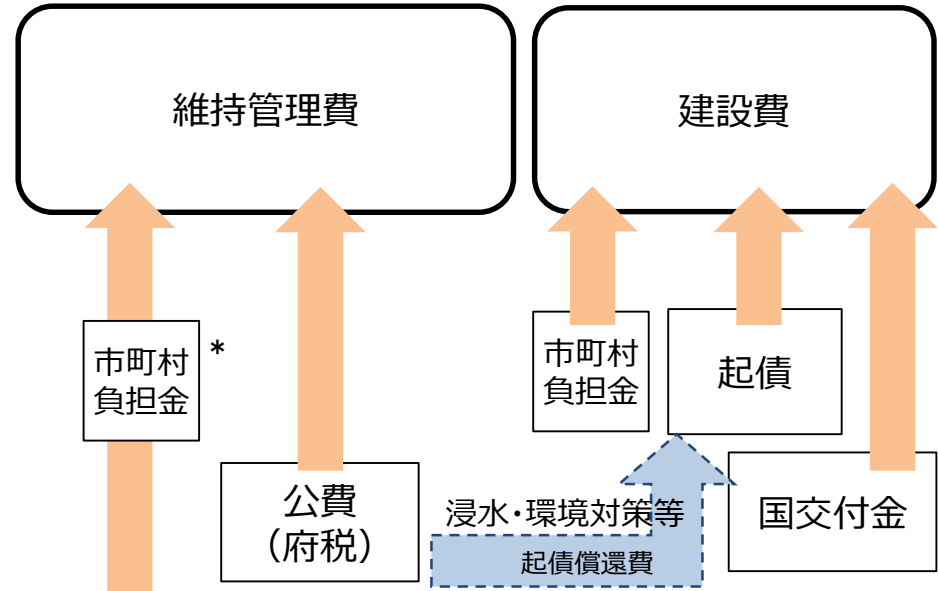 維持管理費
建設費
市町村
負担金
*
市町村
負担金
起債
公費
（府税）
浸水・環境対策等
起債償還費
国交付金